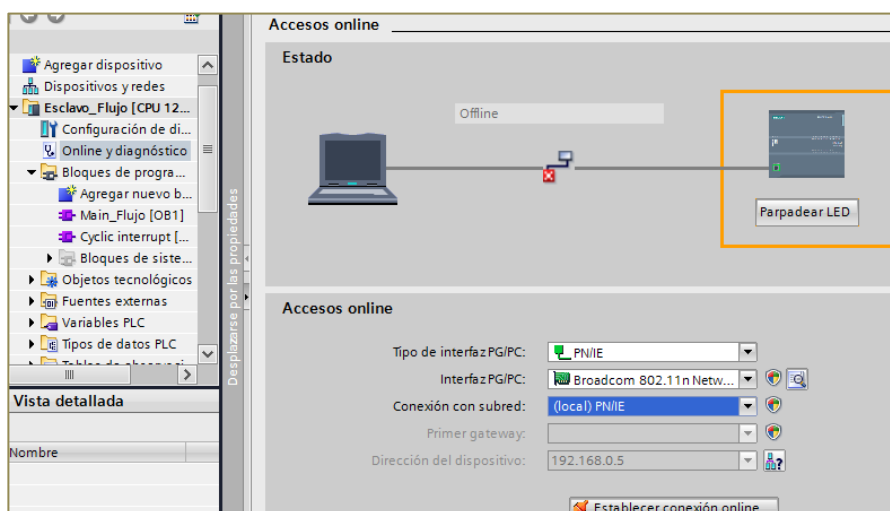 Accesos online
Estado
Agregar dispositivo
Dispositivos y redes
Esclavo_Flujo [CPU 12...
Configuración de di...
Online y diagnóstico
Bloques de progra...
Agregar nuevo b...
Main_Flujo [OB1]
Cyclic interrupt [...
Bloques de siste...
Objetos tecnológicos
Fuentes externas
Variables PLC
Tipos de datos PLC
Vista detallada
Nombre
Desplazarse por las propiedades
Offline
Parpadear LED
Accesos online
Tipo de interfaz PG/PC: PN/IE
Interfaz PG/PC: Broadcom 802.11n Netw...
Conexión con subred: (local) PN/IE
Primer gateway:
Dirección del dispositivo: 192.168.0.5
Establecer conexión online